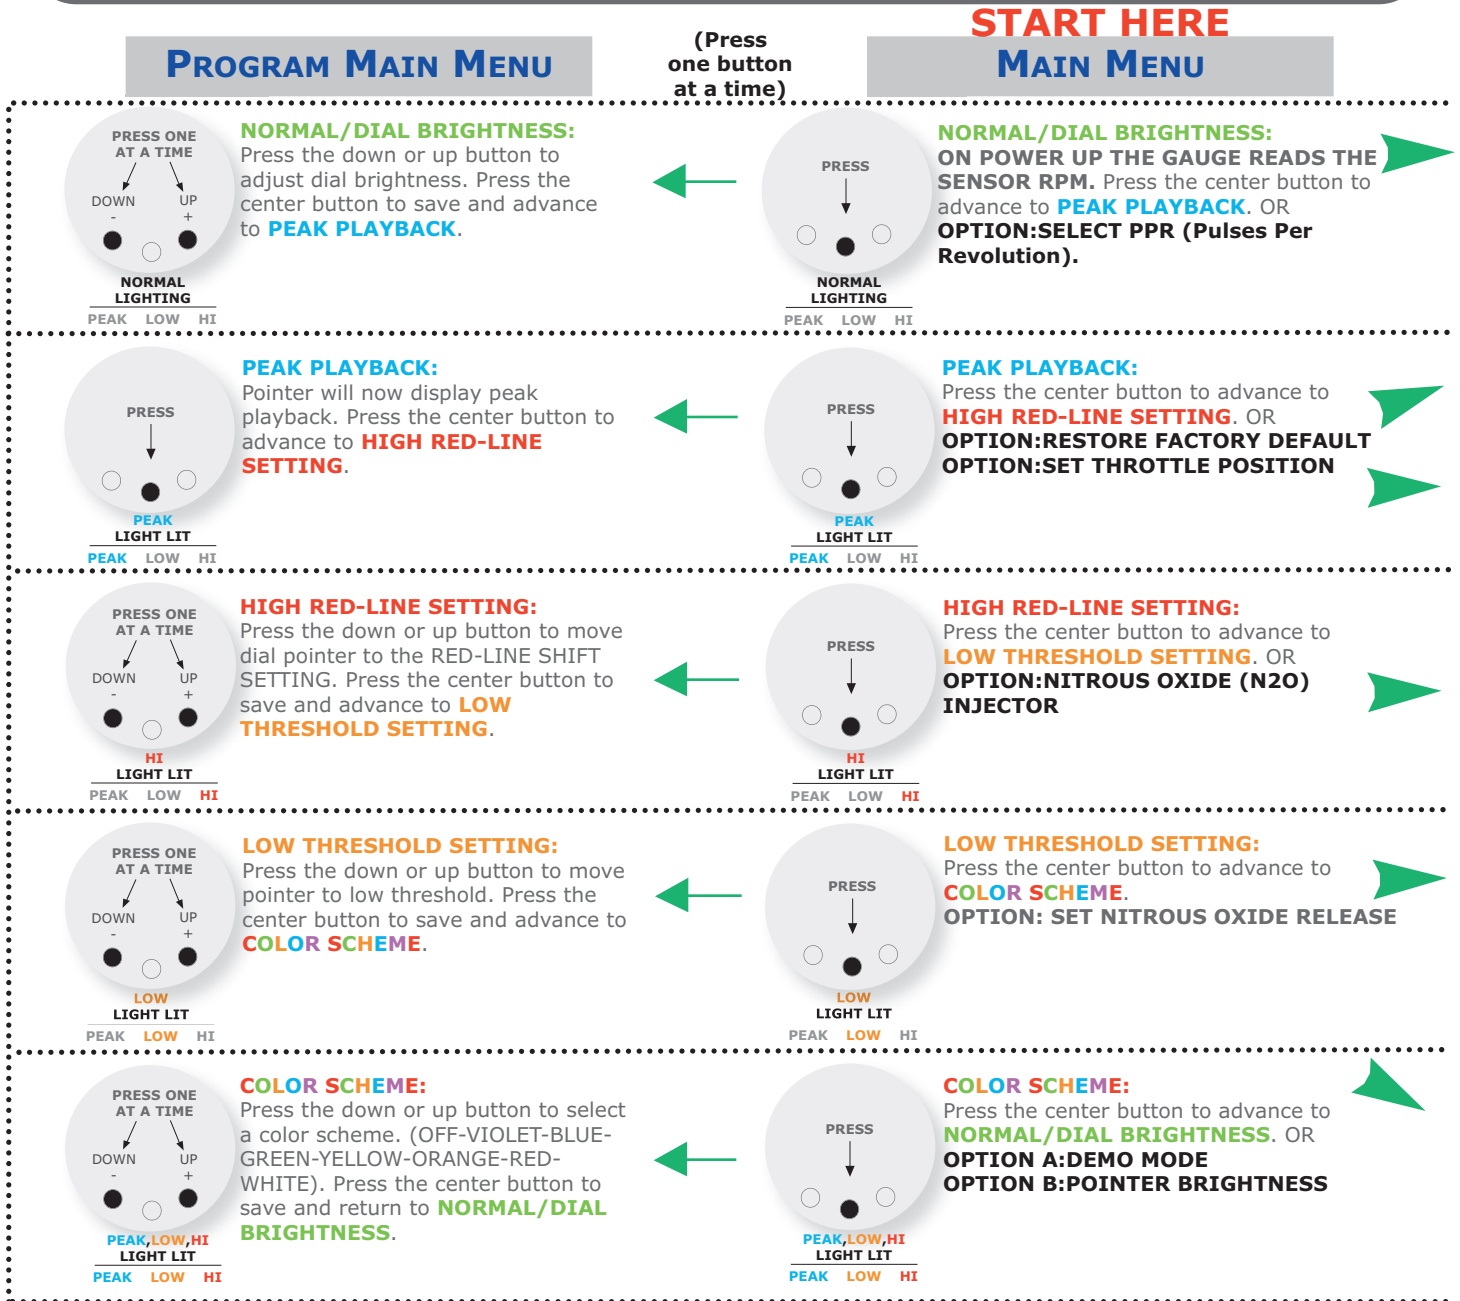 START HERE
PROGRAM MAIN MENU
(Press
one button
at a time)
MAIN MENU
PRESS ONE
AT A TIME
DOWN UP
- +
NORMAL
LIGHTING
PEAK LOW HI
NORMAL/DIAL BRIGHTNESS:
Press the down or up button to
adjust dial brightness. Press the
center button to save and advance
to PEAK PLAYBACK.
PRESS
NORMAL
LIGHTING
PEAK LOW HI
NORMAL/DIAL BRIGHTNESS:
ON POWER UP THE GAUGE READS THE
SENSOR RPM. Press the center button to
advance to PEAK PLAYBACK. OR
OPTION:SELECT PPR (Pulses Per
Revolution).
PRESS
PEAK
LIGHT LIT
PEAK LOW HI
PEAK PLAYBACK:
Pointer will now display peak
playback. Press the center button to
advance to HIGH RED-LINE
SETTING.
PRESS
PEAK
LIGHT LIT
PEAK LOW HI
PEAK PLAYBACK:
Press the center button to advance to
HIGH RED-LINE SETTING. OR
OPTION:RESTORE FACTORY DEFAULT
OPTION:SET THROTTLE POSITION
PRESS ONE
AT A TIME
DOWN UP
- +
HI
LIGHT LIT
PEAK LOW HI
HIGH RED-LINE SETTING:
Press the down or up button to move
dial pointer to the RED-LINE SHIFT
SETTING. Press the center button to
save and advance to LOW
THRESHOLD SETTING.
PRESS
HI
LIGHT LIT
PEAK LOW HI
HIGH RED-LINE SETTING:
Press the center button to advance to
LOW THRESHOLD SETTING. OR
OPTION:NITROUS OXIDE (N2O)
INJECTOR
PRESS ONE
AT A TIME
DOWN UP
- +
LOW
LIGHT LIT
PEAK LOW HI
LOW THRESHOLD SETTING:
Press the down or up button to move
pointer to low threshold. Press the
center button to save and advance to
COLOR SCHEME.
PRESS
LOW
LIGHT LIT
PEAK LOW HI
LOW THRESHOLD SETTING:
Press the center button to advance to
COLOR SCHEME.
OPTION: SET NITROUS OXIDE RELEASE
PRESS ONE
AT A TIME
DOWN UP
- +
PEAK,LOW,HI
LIGHT LIT
PEAK LOW HI
COLOR SCHEME:
Press the down or up button to select
a color scheme. (OFF-VIOLET-BLUE-
GREEN-YELLOW-ORANGE-RED-
WHITE). Press the center button to
save and return to NORMAL/DIAL
BRIGHTNESS.
PRESS
PEAK,LOW,HI
LIGHT LIT
PEAK LOW HI
COLOR SCHEME:
Press the center button to advance to
NORMAL/DIAL BRIGHTNESS. OR
OPTION A:DEMO MODE
OPTION B:POINTER BRIGHTNESS